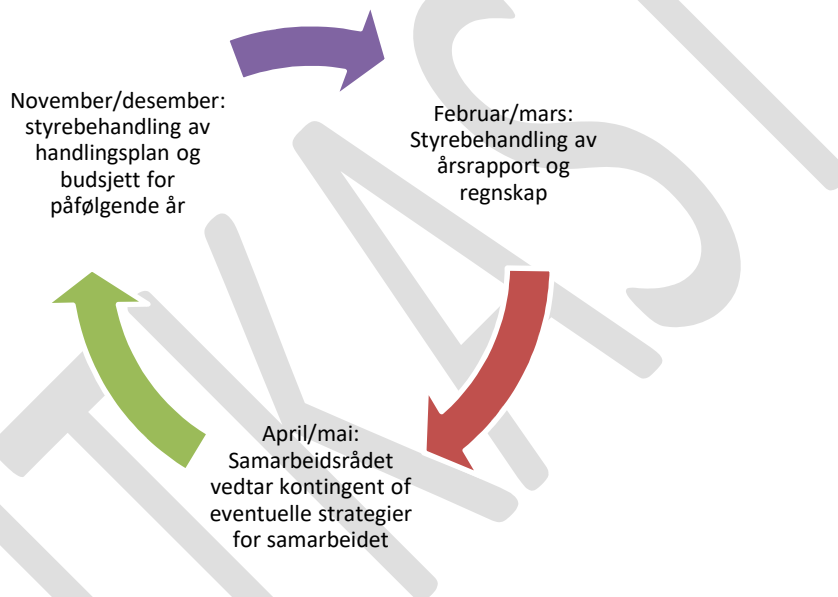 November/desember:
styrebehandling av
handlingsplan og
budsjett for
påfølgende år
Februar/mars:
Styrebehandling av
årsrapport og
regnskap
April/mai:
Samarbeidsrådet
vedtar kontingent of
eventuelle strategier
for samarbeidet